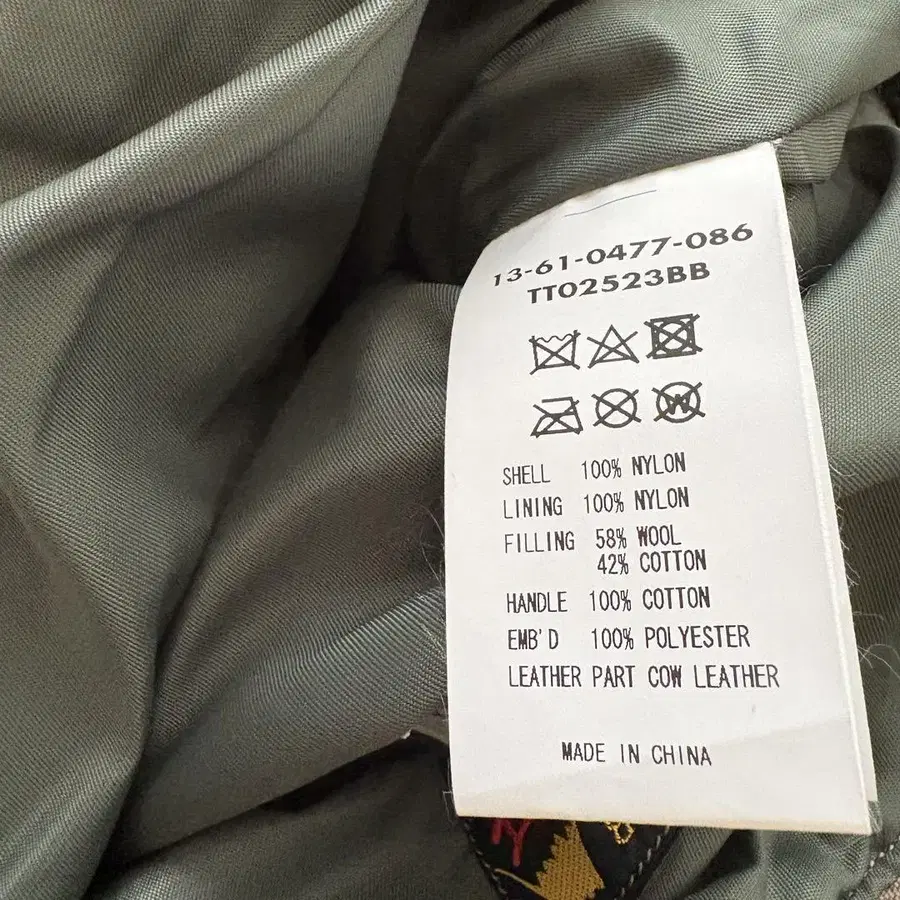 13-61-0477-086
TT02523BB
W
SHELL 100% NYLON
LINING 100% NYLON
FILLING 58% WOOL
42% COTTON
HANDLE 100% COTTON
EMB'D 100% POLYESTER
LEATHER PART COW LEATHER
MADE IN CHINA